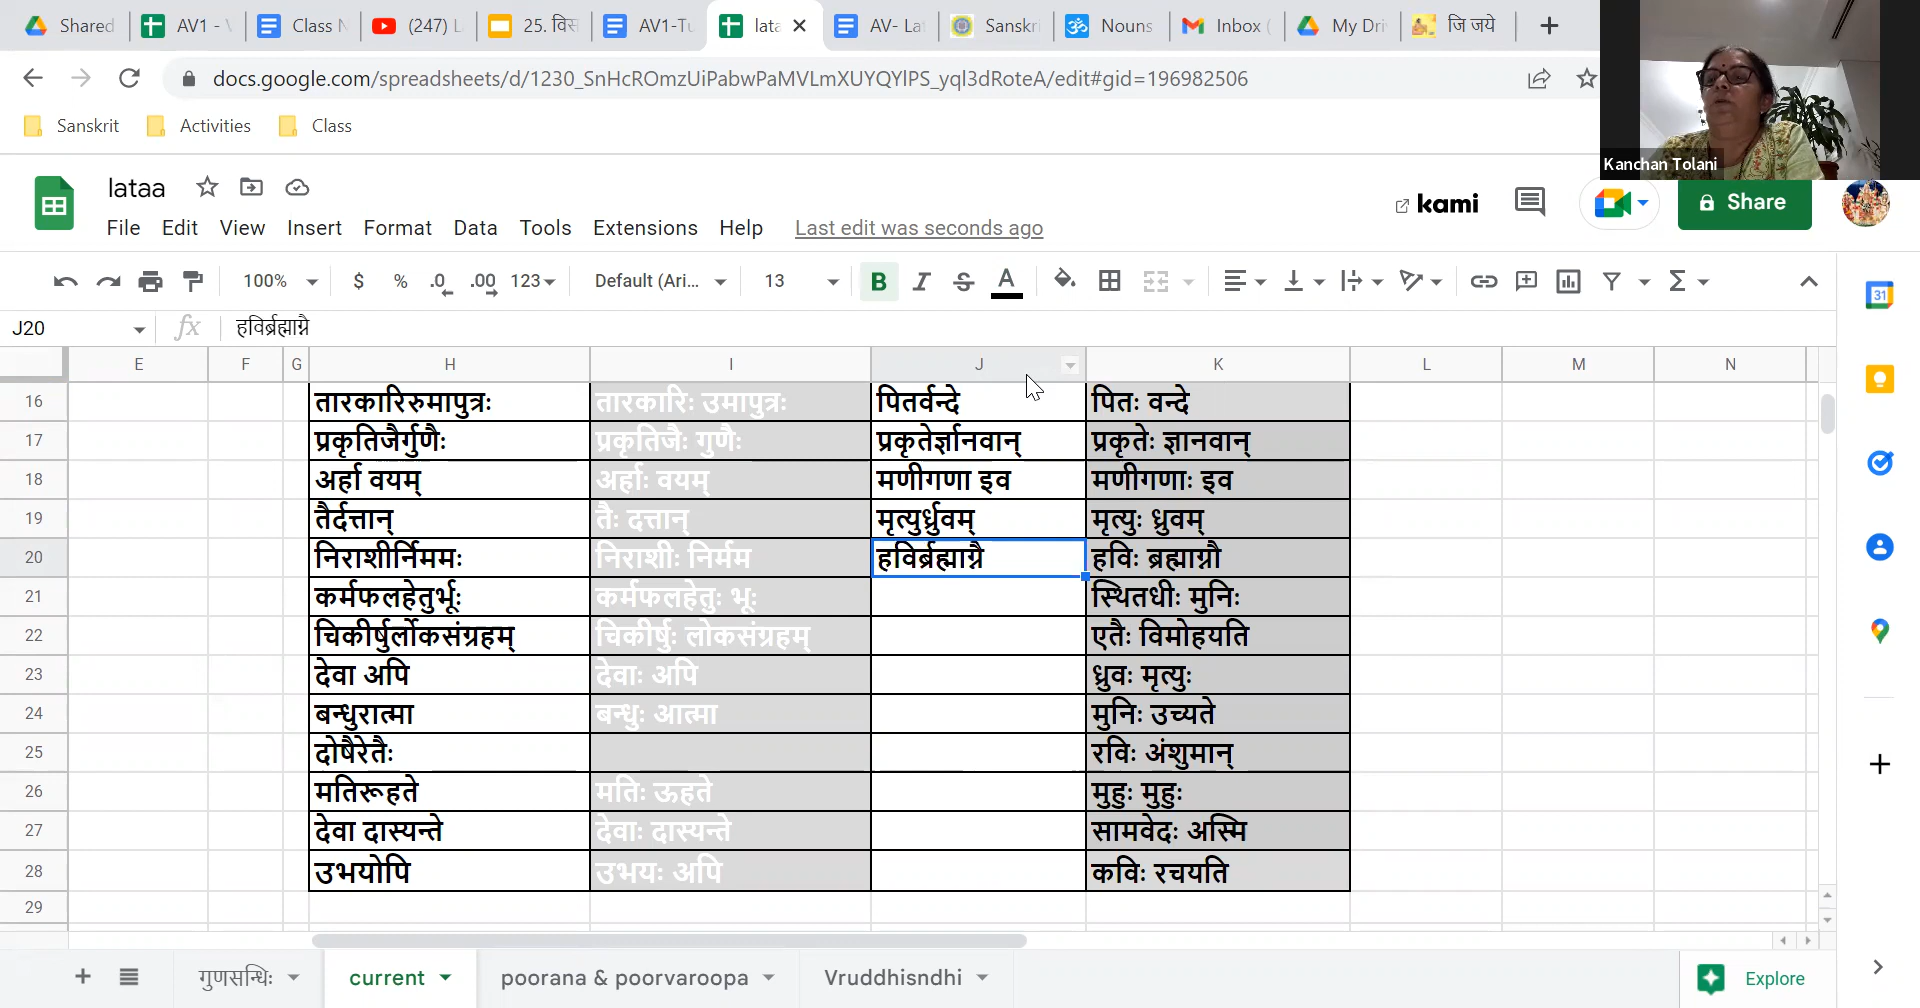 Shared
AV1 -
Class N
(247) L
25. विस
AV1-Tu
lata
AV- La
Sanskri
Nouns
Inbox (
My Dri
जि जये
docs.google.com/spreadsheets/d/1230_SnHcROmzUiPabwPaMVLmXUYQYlPS_yql3dRoteA/edit#gid=196982506
Sanskrit Activities Class
Kanchan Tolani
lataa
kami
Share
File Edit View Insert Format Data Tools Extensions Help Last edit was seconds ago
100% $ % .0 .00 123 Default (Ari... 13 B I S A
31
J20 fx हविर्ब्रह्माग्नै
E F G H I J K L M N
16 तारकारिरुमापुत्रः तारकारिः उमापुत्रः पितर्वन्दे पितः वन्दे
17 प्रकृतिजैर्गुणैः प्रकृतिजैः गुणैः प्रकृतेर्ज्ञानवान् प्रकृतेः ज्ञानवान्
18 अर्हा वयम् अर्हाः वयम् मणीगणा इव मणीगणाः इव
19 तैर्दत्तान् तैः दत्तान् मृत्युर्ध्रुवम् मृत्युः ध्रुवम्
20 निराशीर्निममः निराशीः निर्मम हविर्ब्रह्माग्नै हविः ब्रह्माग्नौ
21 कर्मफलहेतुर्भूः कर्मफलहेतुः भूः स्थितधीः मुनिः
22 चिकीर्षुर्लोकसंग्रहम् चिकीर्षुः लोकसंग्रहम् एतैः विमोहयति
23 देवा अपि देवाः अपि ध्रुवः मृत्युः
24 बन्धुरात्मा बन्धुः आत्मा मुनिः उच्यते
25 दोषैरेतैः रविः अंशुमान्
26 मतिरूहते मतिः ऊहते मुहुः मुहुः
27 देवा दास्यन्ते देवाः दास्यन्ते सामवेदः अस्मि
28 उभयोपि उभयः अपि कविः रचयति
29
गुणसन्धिः current poorana & poorvaroopa Vruddhisndhi Explore